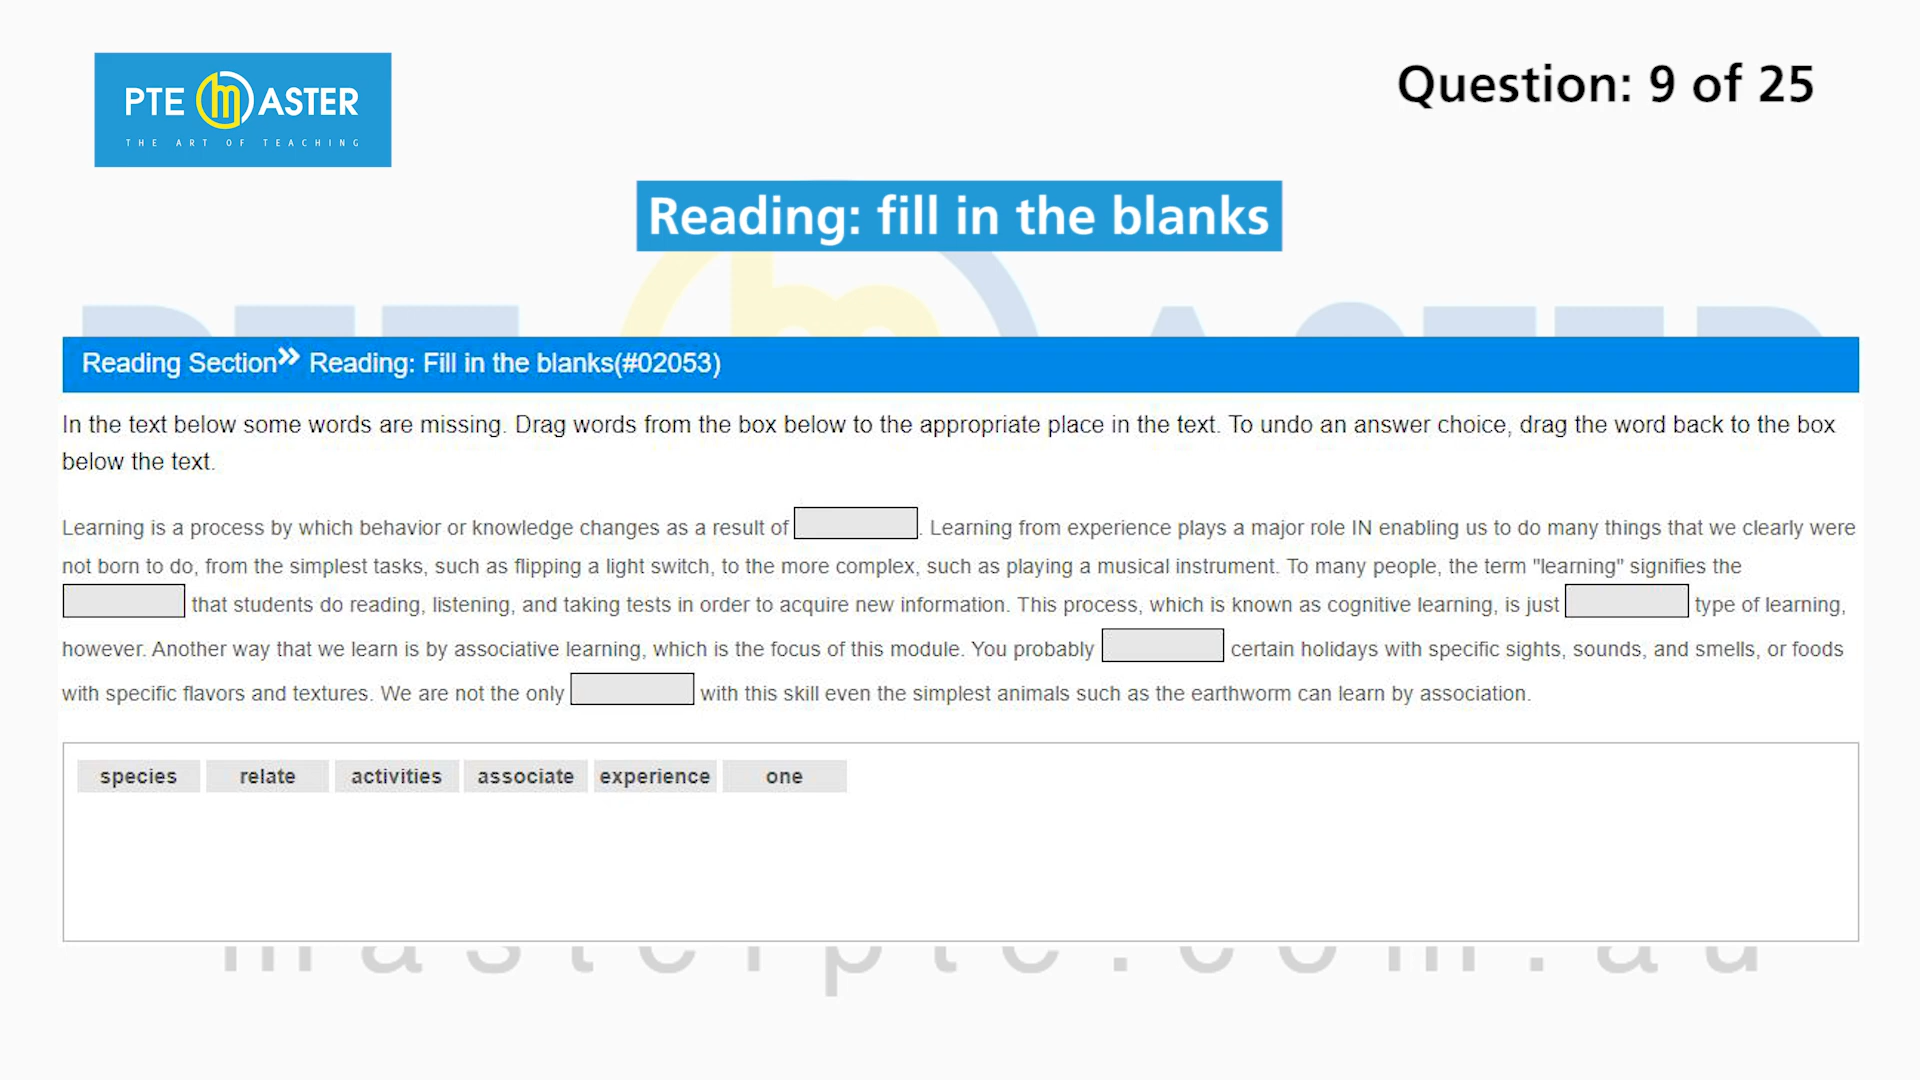 PTE MASTER
THE ART OF TEACHING
Question: 9 of 25
Reading: fill in the blanks
Reading Section» Reading: Fill in the blanks(#02053)
In the text below some words are missing. Drag words from the box below to the appropriate place in the text. To undo an answer choice, drag the word back to the box
below the text.
Learning is a process by which behavior or knowledge changes as a result of . Learning from experience plays a major role IN enabling us to do many things that we clearly were
not born to do, from the simplest tasks, such as flipping a light switch, to the more complex, such as playing a musical instrument. To many people, the term "learning" signifies the
that students do reading, listening, and taking tests in order to acquire new information. This process, which is known as cognitive learning, is just type of learning,
however. Another way that we learn is by associative learning, which is the focus of this module. You probably certain holidays with specific sights, sounds, and smells, or foods
with specific flavors and textures. We are not the only with this skill even the simplest animals such as the earthworm can learn by association.
species relate activities associate experience one
masterpte.com.au